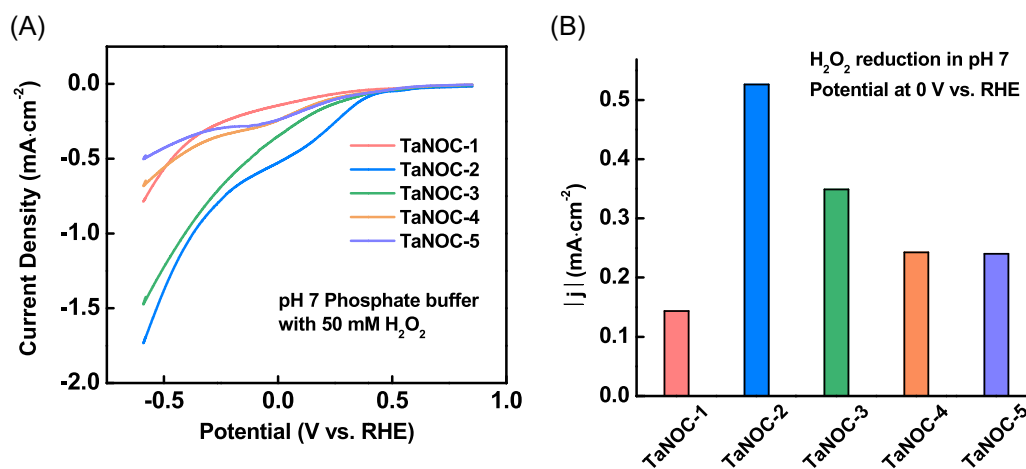 (A)
0.0
-0.5
-1.0
-1.5
-2.0
Current Density (mA·cm⁻²)
TaNOC-1
TaNOC-2
TaNOC-3
TaNOC-4
TaNOC-5
pH 7 Phosphate buffer
with 50 mM H₂O₂
-0.5 0.0 0.5 1.0
Potential (V vs. RHE)
(B)
H₂O₂ reduction in pH 7
Potential at 0 V vs. RHE
0.5
0.4
0.3
0.2
0.1
0.0
|j| (mA·cm⁻²)
TaNOC-1
TaNOC-2
TaNOC-3
TaNOC-4
TaNOC-5